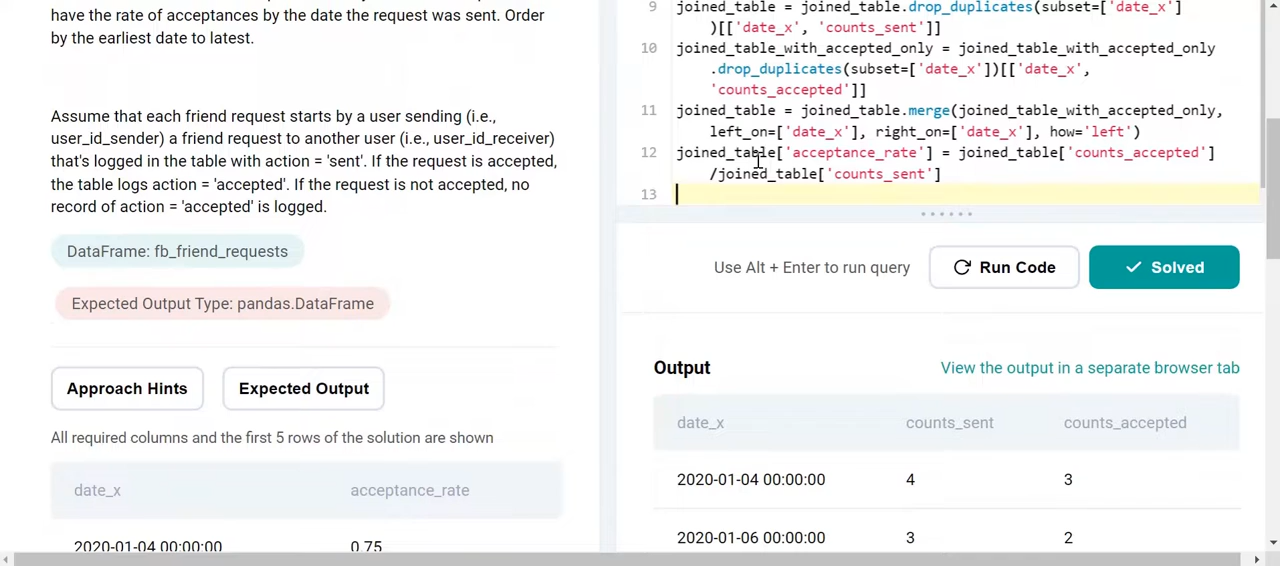 have the rate of acceptances by the date the request was sent. Order
by the earliest date to latest.
Assume that each friend request starts by a user sending (i.e.,
user_id_sender) a friend request to another user (i.e., user_id_receiver)
that's logged in the table with action = 'sent'. If the request is accepted,
the table logs action = 'accepted'. If the request is not accepted, no
record of action = 'accepted' is logged.
DataFrame: fb_friend_requests
Expected Output Type: pandas.DataFrame
Approach Hints
Expected Output
All required columns and the first 5 rows of the solution are shown
date_x acceptance_rate
2020-01-04 00:00:00 0.75
9 joined_table = joined_table.drop_duplicates(subset=['date_x']
)[['date_x', 'counts_sent']]
10 joined_table_with_accepted_only = joined_table_with_accepted_only
.drop_duplicates(subset=['date_x'])[['date_x',
'counts_accepted']]
11 joined_table = joined_table.merge(joined_table_with_accepted_only,
left_on=['date_x'], right_on=['date_x'], how='left')
12 joined_table['acceptance_rate'] = joined_table['counts_accepted']
/joined_table['counts_sent']
13
Use Alt + Enter to run query
Run Code
Solved
Output
View the output in a separate browser tab
date_x counts_sent counts_accepted
2020-01-04 00:00:00 4 3
2020-01-06 00:00:00 3 2